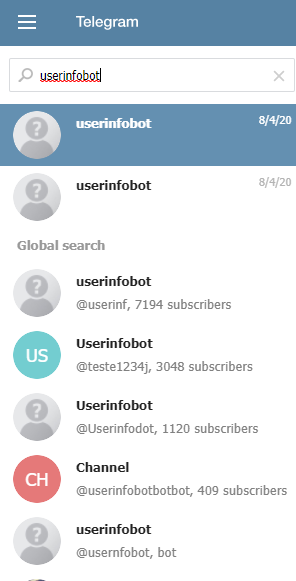 Telegram
userinfobot
userinfobot 8/4/20
userinfobot 8/4/20
Global search
userinfobot
@userinf, 7194 subscribers
US
Userinfobot
@teste1234j, 3048 subscribers
Userinfobot
@Userinfodot, 1120 subscribers
CH
Channel
@userinfobotbotbot, 409 subscribers
userinfobot
@usernfobot, bot